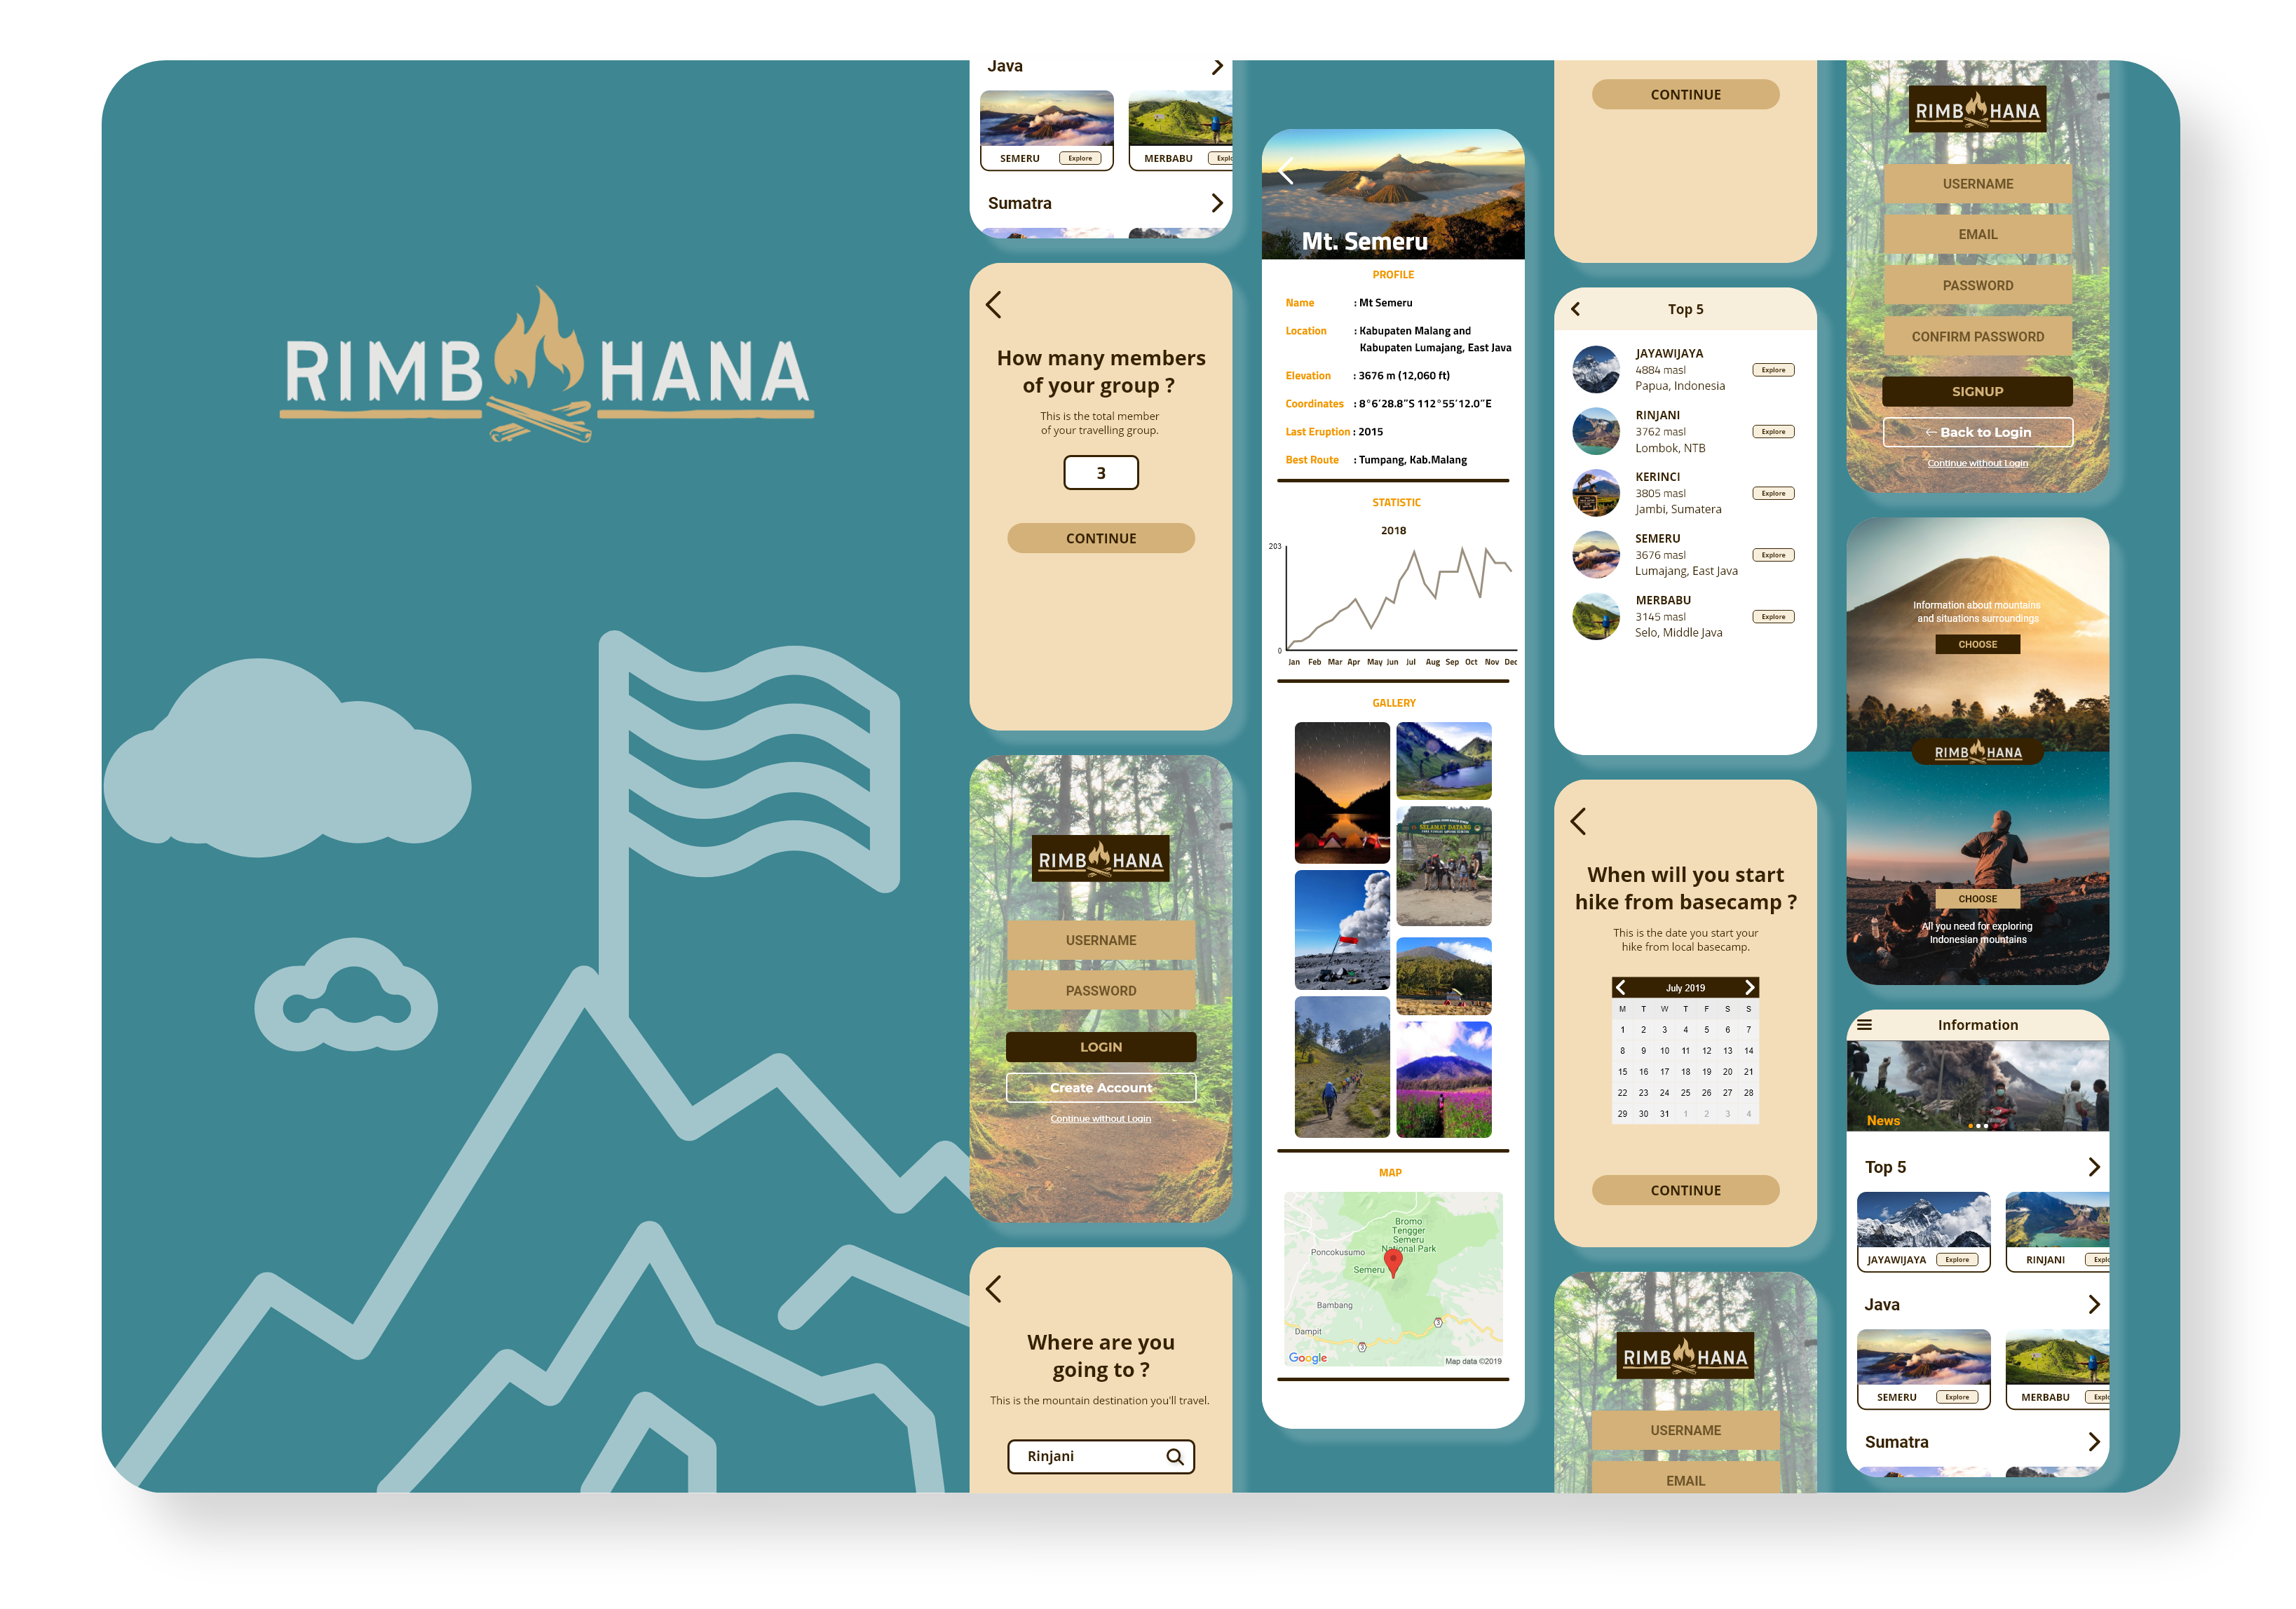 RIMB HANA
Java
SEMERU
Explore
MERBABU
Explo
Sumatra
How many members
of your group ?
This is the total member
of your travelling group.
3
CONTINUE
RIMB HANA
USERNAME
PASSWORD
LOGIN
Create Account
Continue without Login
Where are you
going to ?
This is the mountain destination you'll travel.
Rinjani
Mt. Semeru
PROFILE
Name : Mt Semeru
Location : Kabupaten Malang and
Kabupaten Lumajang, East Java
Elevation : 3676 m (12,060 ft)
Coordinates : 8°6'28.8"S 112°55'12.0"E
Last Eruption : 2015
Best Route : Tumpang, Kab.Malang
STATISTIC
2018
203
0
Jan Feb Mar Apr May Jun Jul Aug Sep Oct Nov Dec
GALLERY
SELAMAT DATANG
MAP
Bromo
Tengger
Semeru
National Park
Poncokusumo
Semeru
Bambang
Dampit
3
3
Google
Map data ©2019
CONTINUE
Top 5
JAYAWIJAYA
4884 masl
Papua, Indonesia
Explore
RINJANI
3762 masl
Lombok, NTB
Explore
KERINCI
3805 masl
Jambi, Sumatera
Explore
SEMERU
3676 masl
Lumajang, East Java
Explore
MERBABU
3145 masl
Selo, Middle Java
Explore
When will you start
hike from basecamp ?
This is the date you start your
hike from local basecamp.
July 2019
M T W T F S S
1 2 3 4 5 6 7
8 9 10 11 12 13 14
15 16 17 18 19 20 21
22 23 24 25 26 27 28
29 30 31 1 2 3 4
CONTINUE
RIMB HANA
USERNAME
EMAIL
RIMB HANA
USERNAME
EMAIL
PASSWORD
CONFIRM PASSWORD
SIGNUP
← Back to Login
Continue without Login
Information about mountains
and situations surroundings
CHOOSE
RIMB HANA
CHOOSE
All you need for exploring
Indonesian mountains
Information
News
Top 5
JAYAWIJAYA
Explore
RINJANI
Explo
Java
SEMERU
Explore
MERBABU
Explo
Sumatra